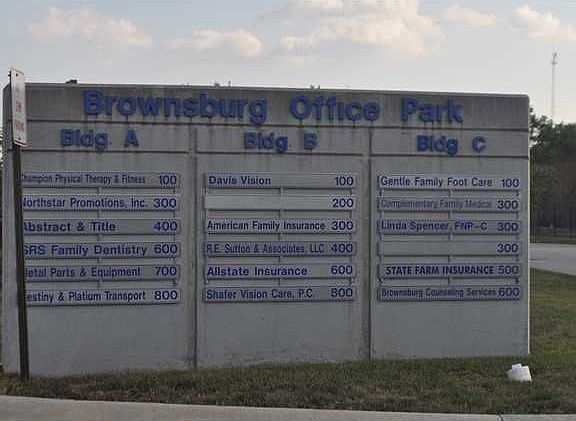 Brownsburg Office Park
Bldg. A
Champion Physical Therapy & Fitness 100
Northstar Promotions, Inc. 300
Abstract & Title 400
SRS Family Dentistry 600
Metal Parts & Equipment 700
Destiny & Platium Transport 800
Bldg. B
Davis Vision 100
200
American Family Insurance 300
R.E. Sutton & Associates, LLC 400
Allstate Insurance 600
Shafer Vision Care, P.C. 800
Bldg C
Gentle Family Foot Care 100
Complementary Family Medical 300
Linda Spencer, FNP-C 300
300
STATE FARM INSURANCE 500
Brownsburg Counseling Services 600